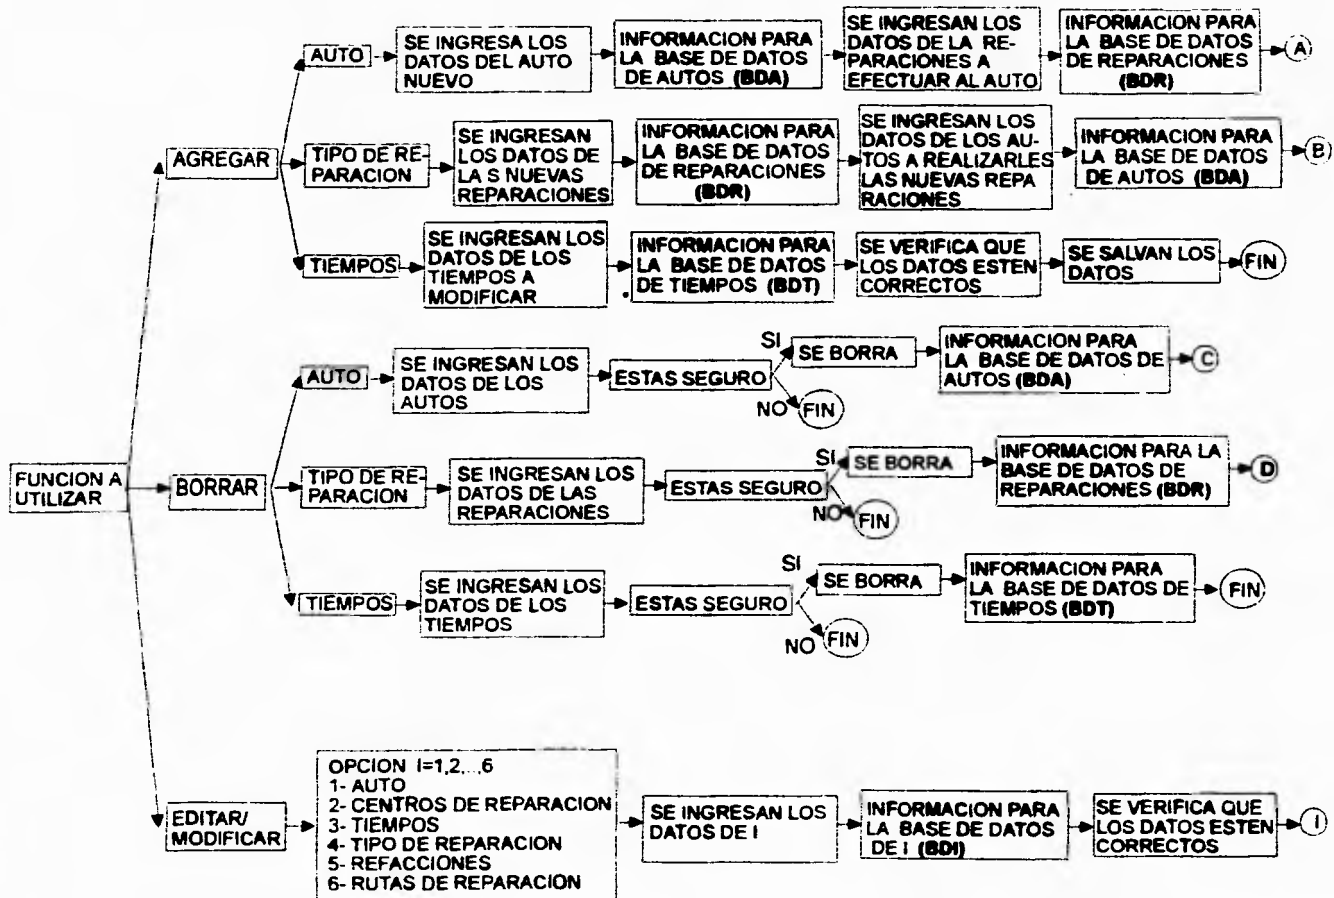 AUTO
SE INGRESA LOS
DATOS DEL AUTO
NUEVO
INFORMACION PARA
LA BASE DE DATOS
DE AUTOS (BDA)
SE INGRESAN LOS
DATOS DE LA RE-
PARACIONES A
EFECTUAR AL AUTO
INFORMACION PARA
LA BASE DE DATOS
DE REPARACIONES
(BDR)
A
AGREGAR
TIPO DE RE-
PARACION
SE INGRESAN
LOS DATOS DE
LA S NUEVAS
REPARACIONES
INFORMACION PARA
LA BASE DE DATOS
DE REPARACIONES
(BDR)
SE INGRESAN LOS
DATOS DE LOS AU-
TOS A REALIZARLES
LAS NUEVAS REPA
RACIONES
INFORMACION PARA
LA BASE DE DATOS
DE AUTOS (BDA)
B
TIEMPOS
SE INGRESAN LOS
DATOS DE LOS
TIEMPOS A
MODIFICAR
INFORMACION PARA
LA BASE DE DATOS
DE TIEMPOS (BDT)
SE VERIFICA QUE
LOS DATOS ESTEN
CORRECTOS
SE SALVAN LOS
DATOS
FIN
AUTO
SE INGRESAN LOS
DATOS DE LOS
AUTOS
ESTAS SEGURO
SI
SE BORRA
INFORMACION PARA
LA BASE DE DATOS DE
AUTOS (BDA)
C
NO
FIN
FUNCION A
UTILIZAR
BORRAR
TIPO DE RE-
PARACION
SE INGRESAN LOS
DATOS DE LAS
REPARACIONES
ESTAS SEGURO
SI
SE BORRA
INFORMACION PARA LA
BASE DE DATOS DE
REPARACIONES (BDR)
D
NO
FIN
TIEMPOS
SE INGRESAN LOS
DATOS DE LOS
TIEMPOS
ESTAS SEGURO
SI
SE BORRA
INFORMACION PARA
LA BASE DE DATOS DE
TIEMPOS (BDT)
FIN
NO
FIN
EDITAR/
MODIFICAR
OPCION I=1,2,..,6
1- AUTO
2- CENTROS DE REPARACION
3- TIEMPOS
4- TIPO DE REPARACION
5- REFACCIONES
6- RUTAS DE REPARACION
SE INGRESAN LOS
DATOS DE I
INFORMACION PARA
LA BASE DE DATOS
DE I (BDI)
SE VERIFICA QUE
LOS DATOS ESTEN
CORRECTOS
I